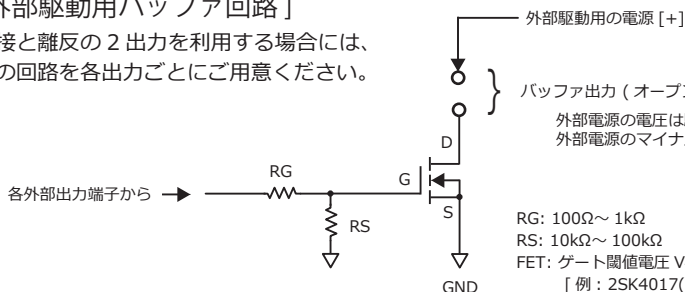 外部駆動用バッファ回路 ]
接と離反の 2 出力を利用する場合には、
の回路を各出力ごとにご用意ください。
外部駆動用の電源 [+]
バッファ出力 ( オープ
外部電源の電圧は
外部電源のマイナ
D
G
S
RG
RS
各外部出力端子から
GND
RG: 100Ω～ 1kΩ
RS: 10kΩ～ 100kΩ
FET: ゲート閾値電圧 V
[ 例 : 2SK4017(